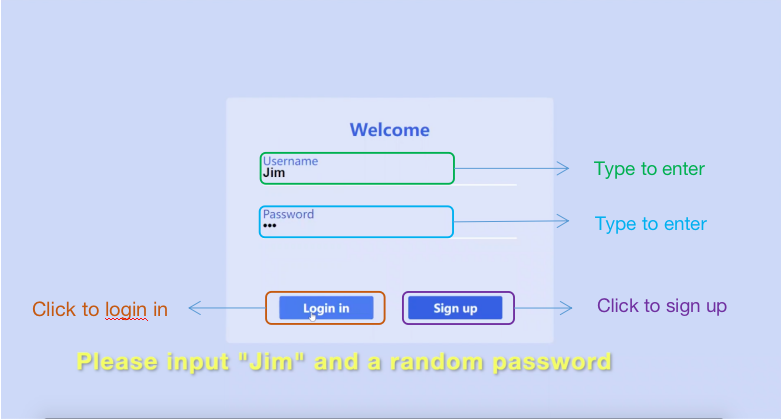 Welcome
Username
Jim
Type to enter
Password
•••
Type to enter
Click to login in
Login in
Sign up
Click to sign up
Please input "Jim" and a random password